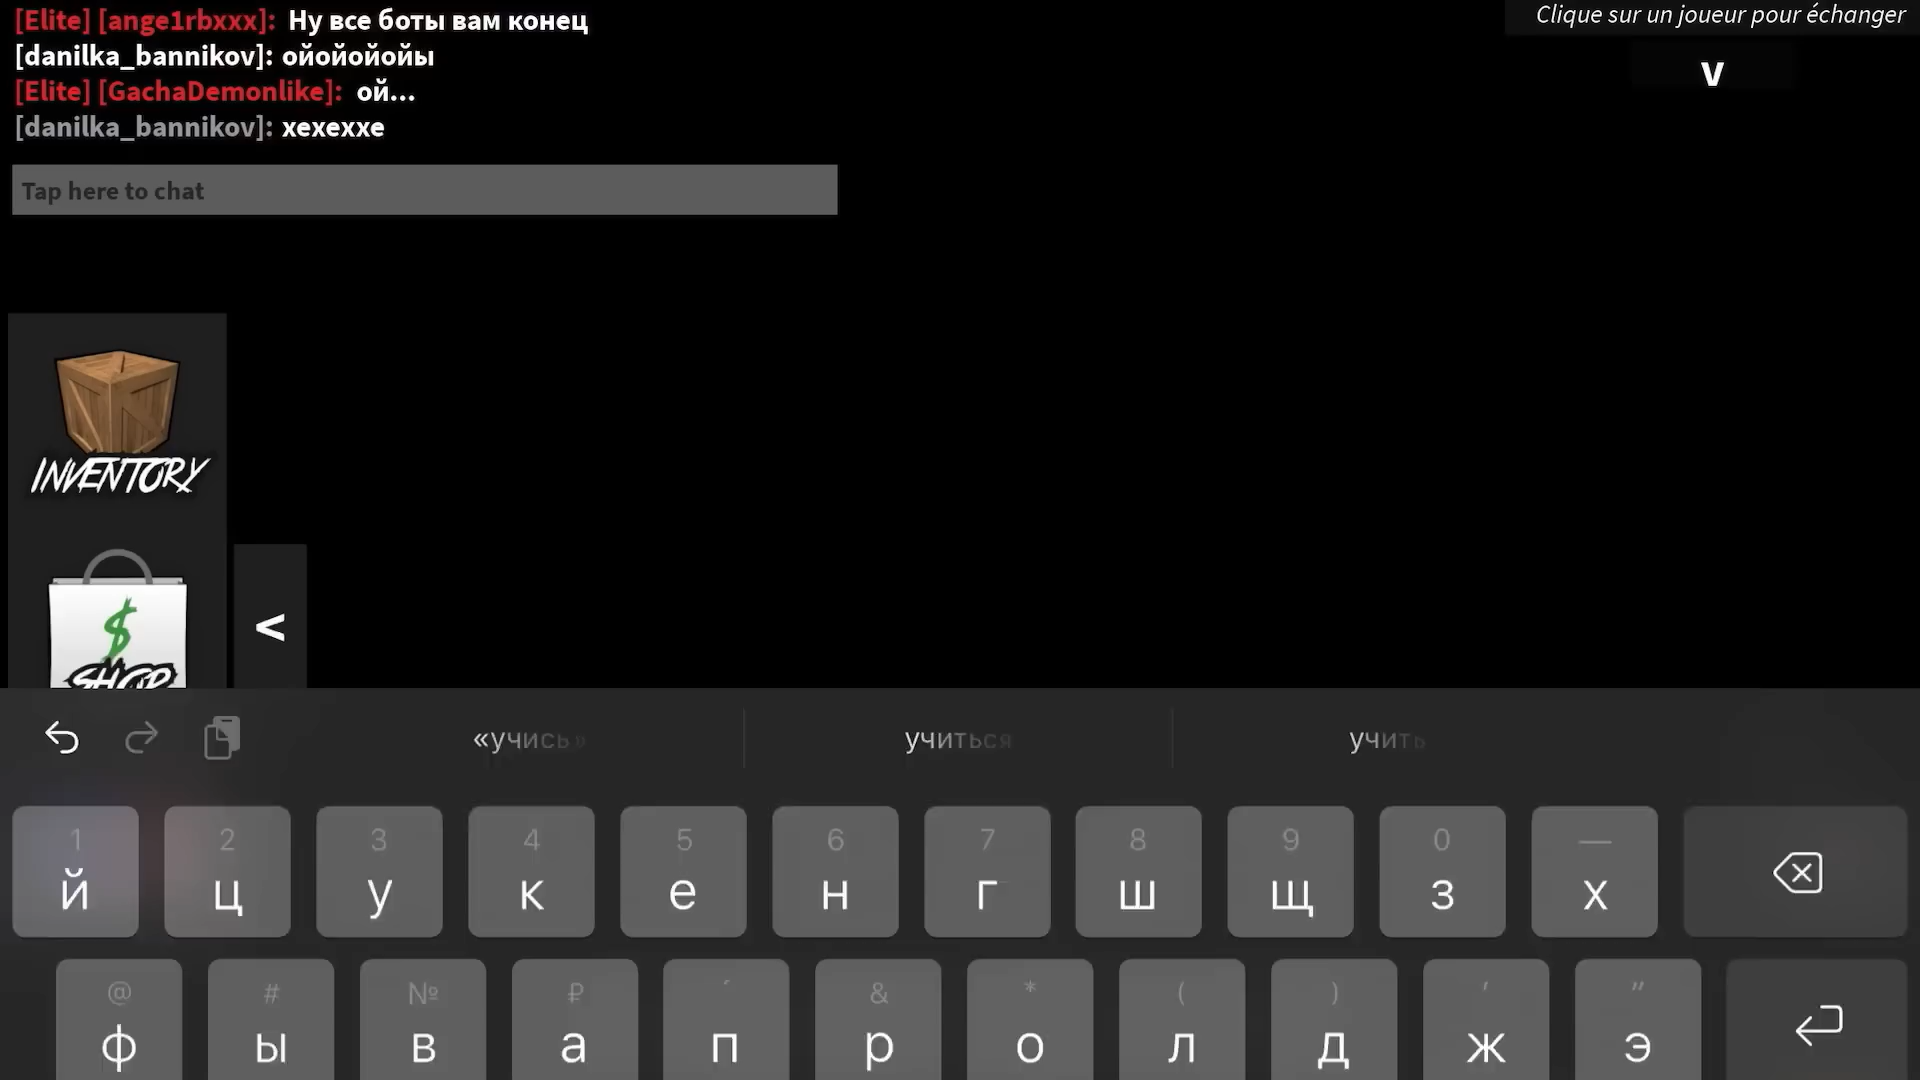 [Elite] [ange1rbxxx]: Ну все боты вам конец
[danilka_bannikov]: ойойойойы
[Elite] [GachaDemonlike]: ой...
[danilka_bannikov]: хехеххе
Tap here to chat
Clique sur un joueur pour échanger
v
INVENTORY
$
SHOP
<
«учись» учиться учить
1 2 3 4 5 6 7 8 9 0 —
й ц у к е н г ш щ з х
@ # № ₽ ´ & * ( ) ' "
ф ы в а п р о л д ж э